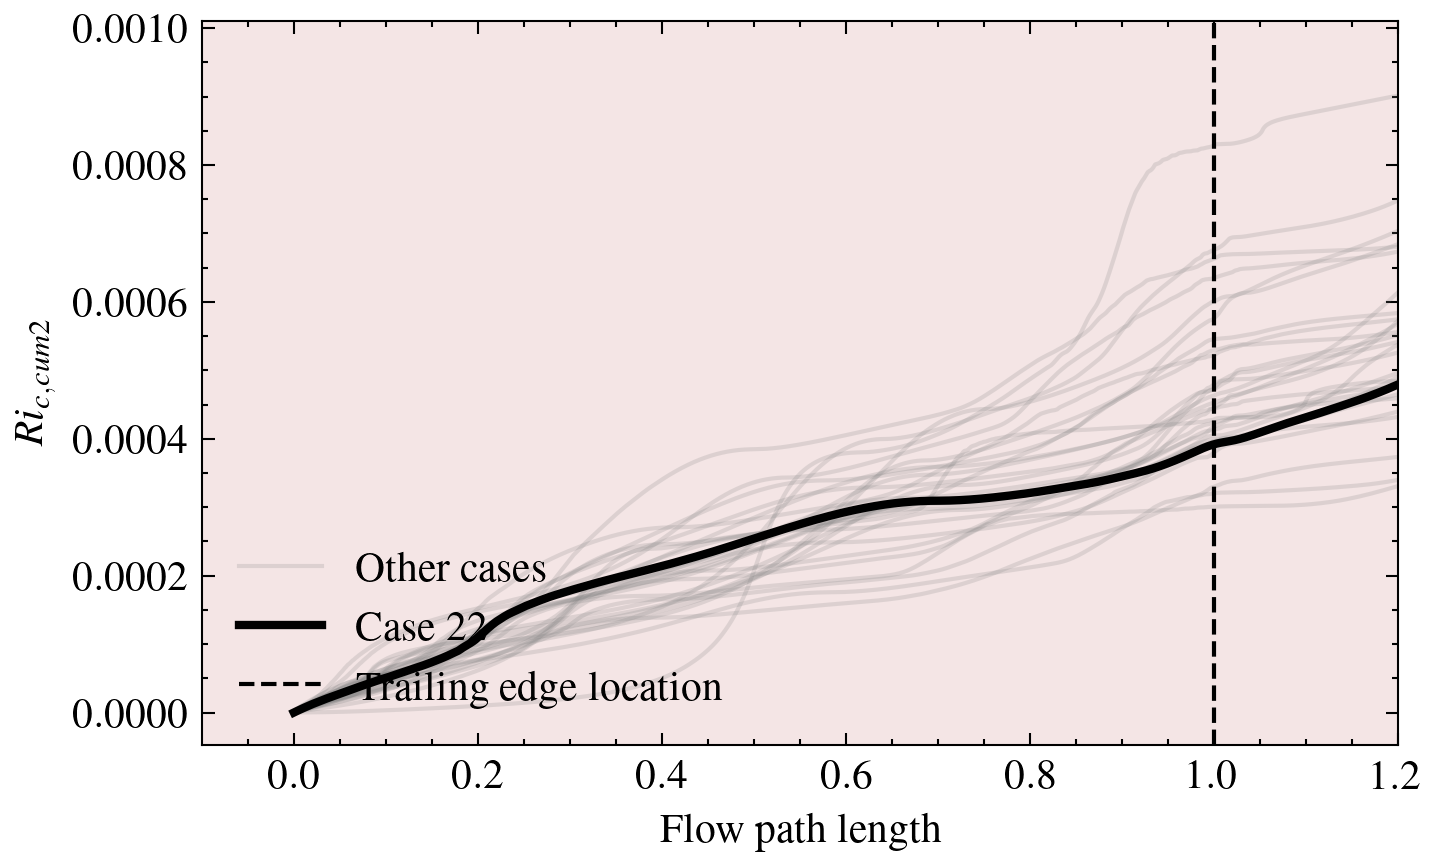 0.0010
0.0008
0.0006
0.0004
0.0002
0.0000
Ri_{c,cum2}
Other cases
Case 22
Trailing edge location
0.0 0.2 0.4 0.6 0.8 1.0 1.2
Flow path length